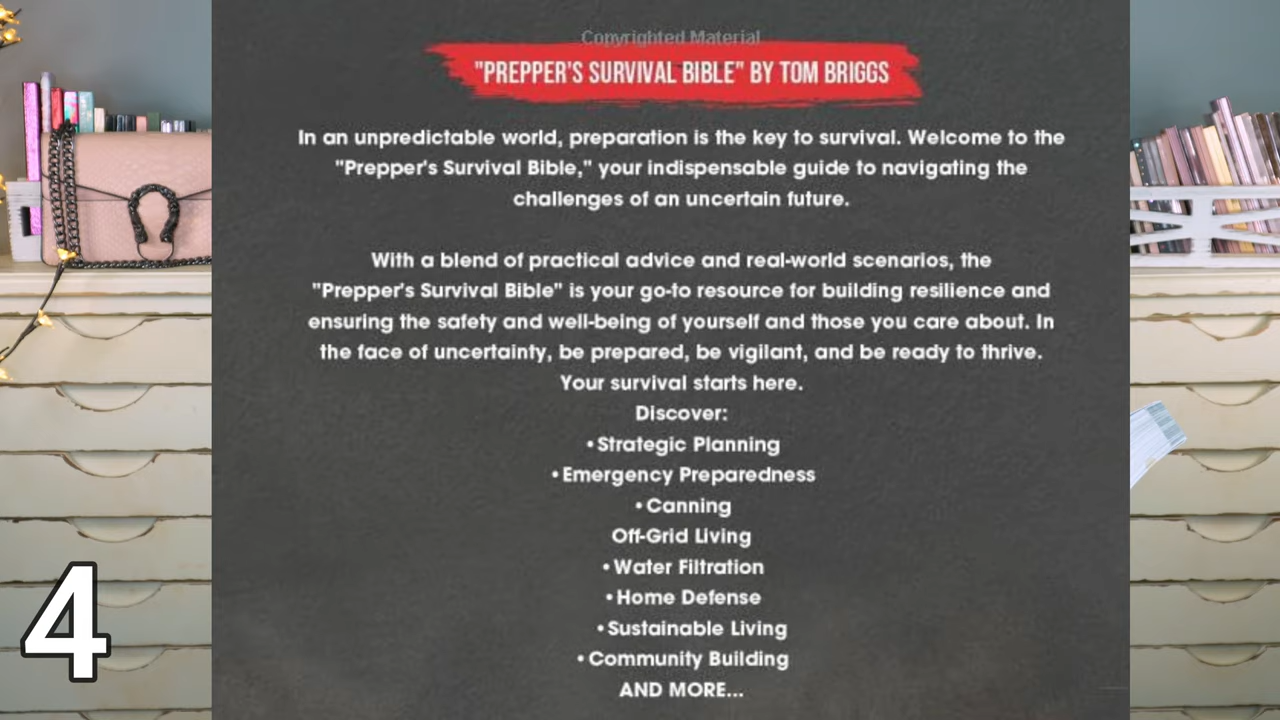 Copyrighted Material
"PREPPER'S SURVIVAL BIBLE" BY TOM BRIGGS
In an unpredictable world, preparation is the key to survival. Welcome to the
"Prepper's Survival Bible," your indispensable guide to navigating the
challenges of an uncertain future.
With a blend of practical advice and real-world scenarios, the
"Prepper's Survival Bible" is your go-to resource for building resilience and
ensuring the safety and well-being of yourself and those you care about. In
the face of uncertainty, be prepared, be vigilant, and be ready to thrive.
Your survival starts here.
Discover:
•Strategic Planning
•Emergency Preparedness
•Canning
Off-Grid Living
•Water Filtration
•Home Defense
•Sustainable Living
•Community Building
AND MORE...
4